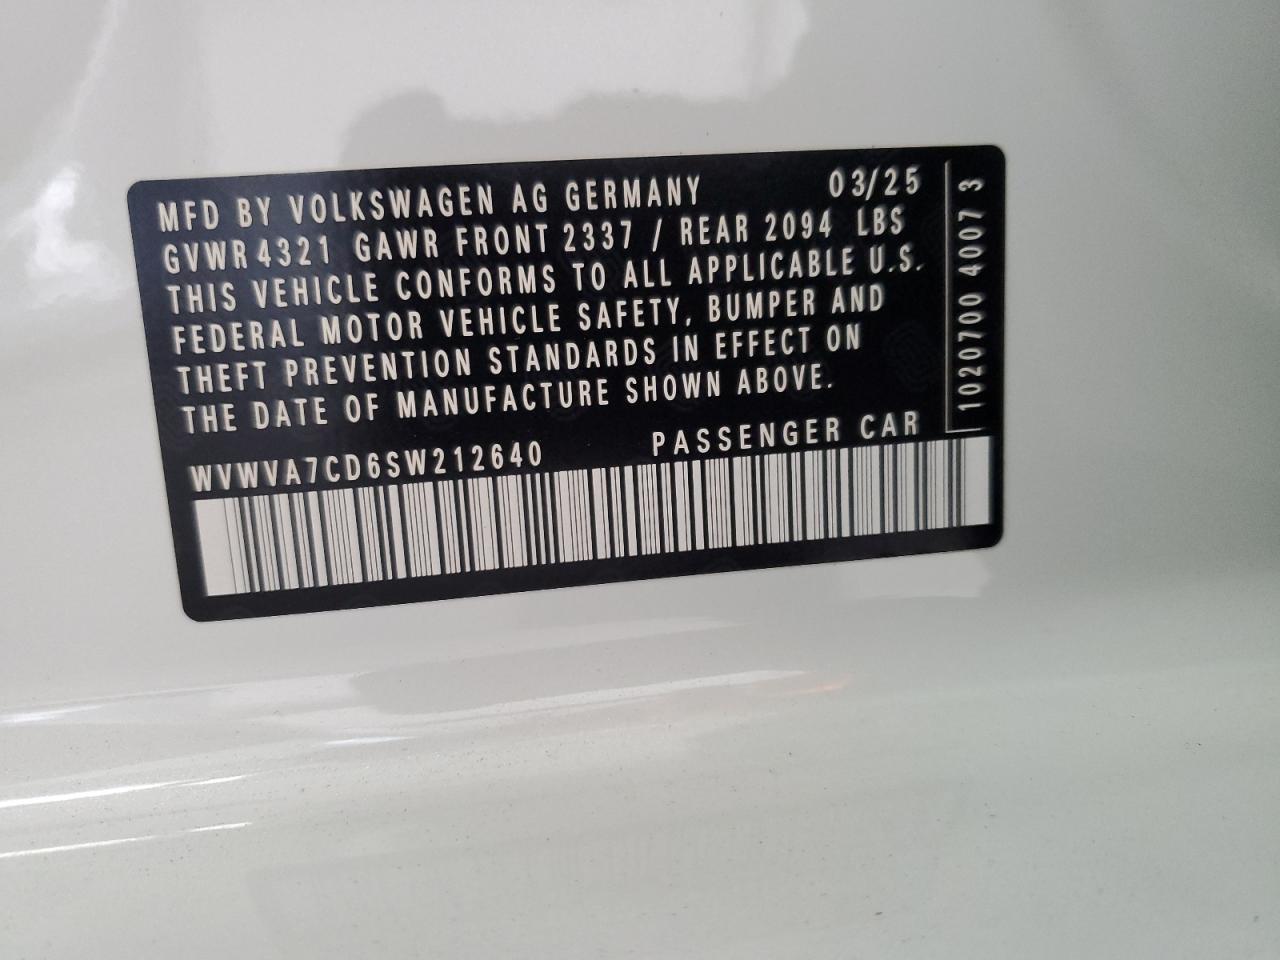 MFD BY VOLKSWAGEN AG GERMANY 03/25
GVWR 4321 GAWR FRONT 2337 / REAR 2094 LBS
THIS VEHICLE CONFORMS TO ALL APPLICABLE U.S.
FEDERAL MOTOR VEHICLE SAFETY, BUMPER AND
THEFT PREVENTION STANDARDS IN EFFECT ON
THE DATE OF MANUFACTURE SHOWN ABOVE.
WVWVA7CD6SW212640 PASSENGER CAR
1020700 4007 3